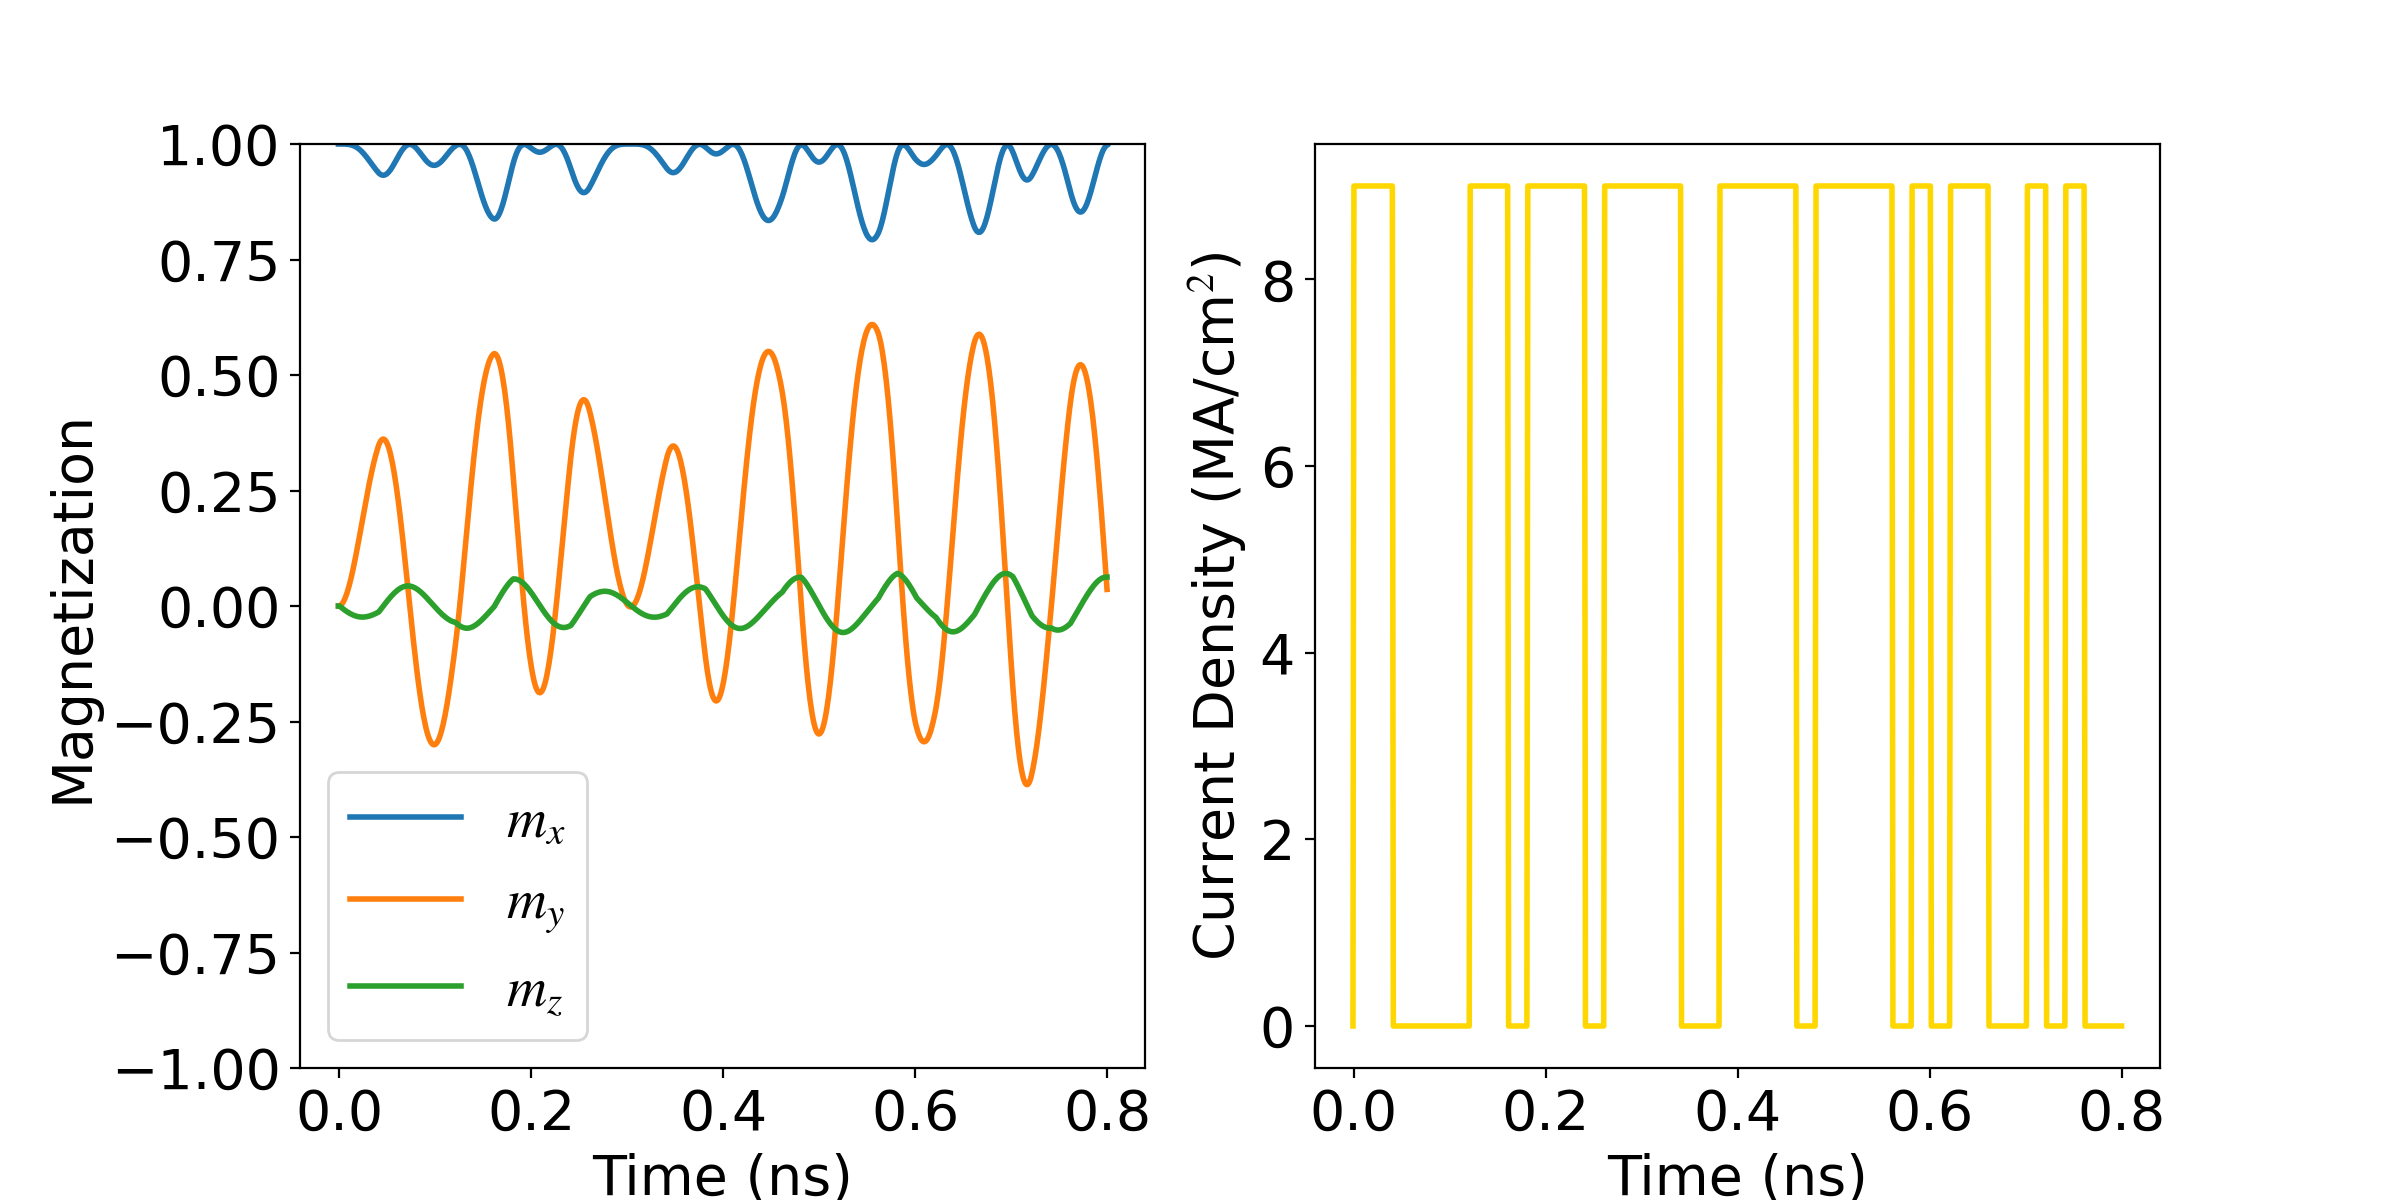 1.00
0.75
0.50
0.25
0.00
−0.25
−0.50
−0.75
−1.00
Magnetization
m_x
m_y
m_z
0.0 0.2 0.4 0.6 0.8
Time (ns)
8
6
4
2
0
Current Density (MA/cm²)
0.0 0.2 0.4 0.6 0.8
Time (ns)